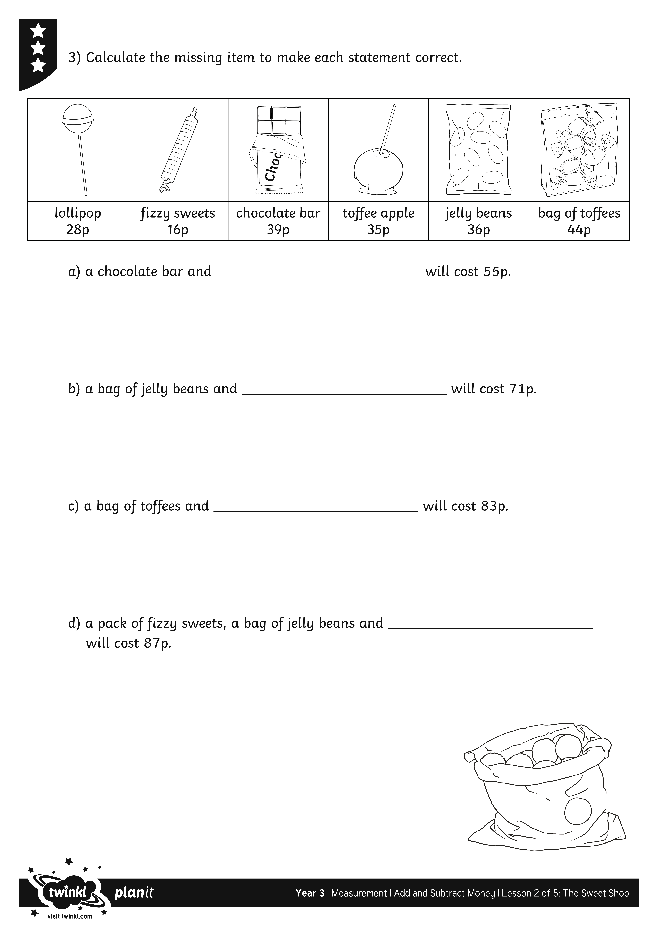 3) Calculate the missing item to make each statement correct.
Choc
lollipop fizzy sweets chocolate bar toffee apple jelly beans bag of toffees
28p 16p 39p 35p 36p 44p
a) a chocolate bar and will cost 55p.
b) a bag of jelly beans and ____________________ will cost 71p.
c) a bag of toffees and ____________________ will cost 83p.
d) a pack of fizzy sweets, a bag of jelly beans and ____________________
will cost 87p.
twinkl planit
visit twinkl.com
Year 3 Measurement | Add and Subtract Money | Lesson 2 of 5: The Sweet Shop